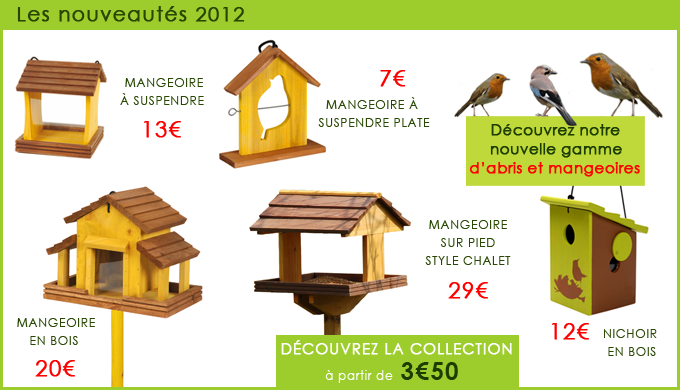 Les nouveautés 2012
MANGEOIRE
À SUSPENDRE
13€
7€
MANGEOIRE À
SUSPENDRE PLATE
Découvrez notre
nouvelle gamme
d'abris et mangeoires
MANGEOIRE
SUR PIED
STYLE CHALET
29€
MANGEOIRE
EN BOIS
20€
12€ NICHOIR
EN BOIS
DÉCOUVREZ LA COLLECTION
à partir de 3€50